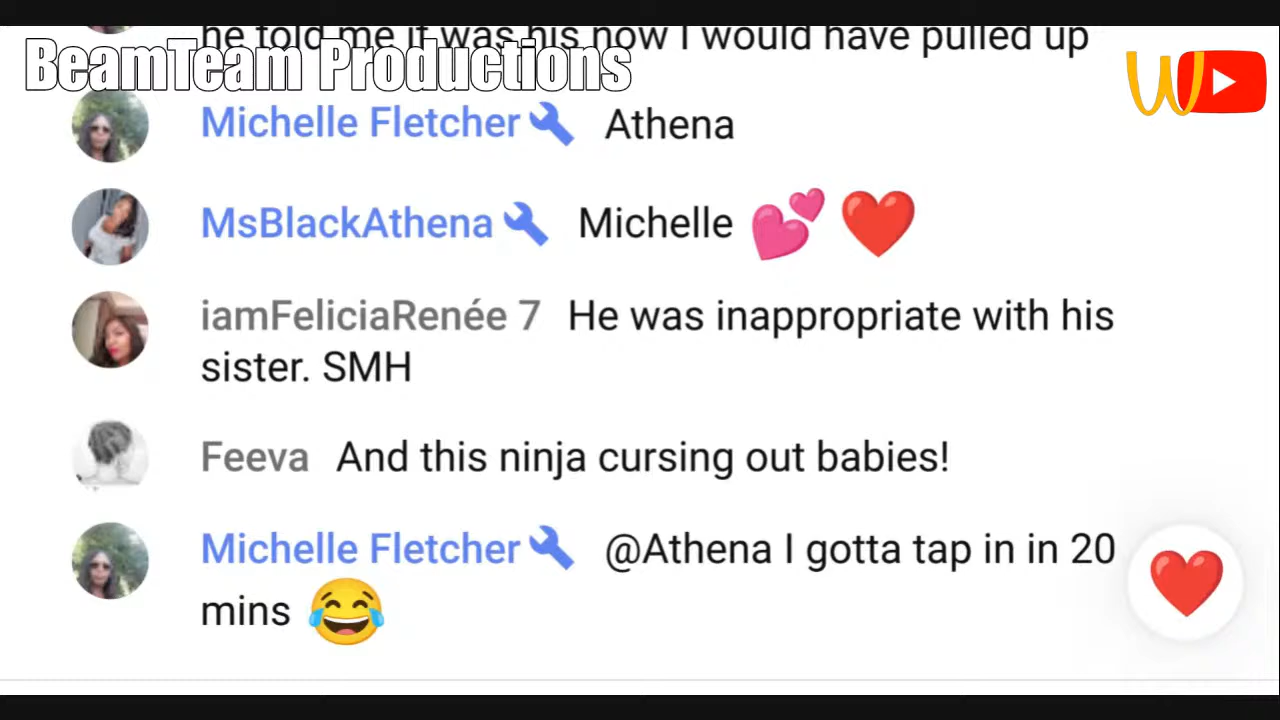 he told me it was his now I would have pulled up
BeamTeam Productions
Michelle Fletcher Athena
MsBlackAthena Michelle 💕 ❤️
iamFeliciaRenée 7 He was inappropriate with his
sister. SMH
Feeva And this ninja cursing out babies!
Michelle Fletcher @Athena I gotta tap in in 20
mins 😂